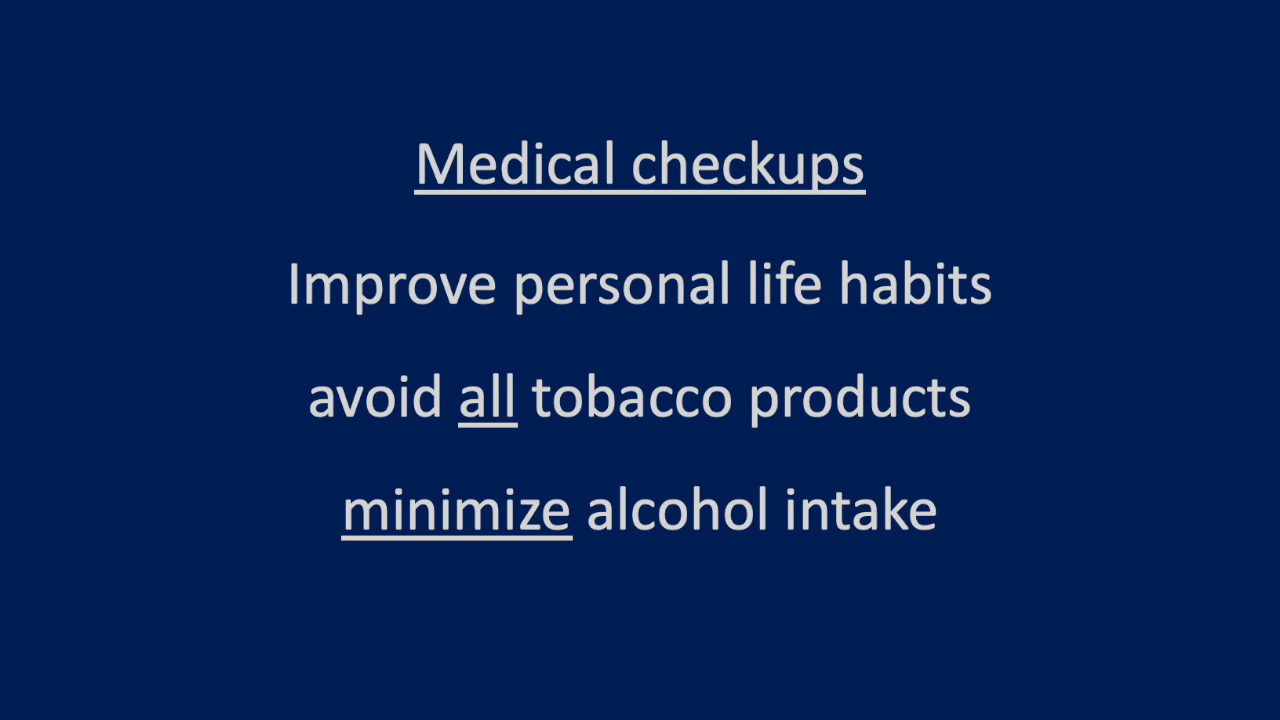 Medical checkups
Improve personal life habits
avoid all tobacco products
minimize alcohol intake